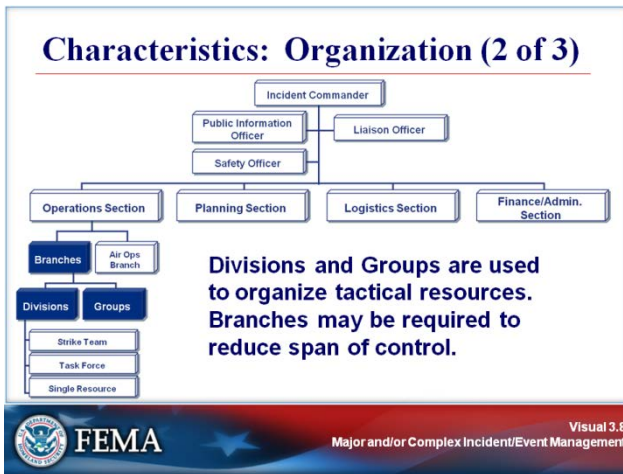 Characteristics: Organization (2 of 3)
Incident Commander
Public Information
Officer
Liaison Officer
Safety Officer
Operations Section
Planning Section
Logistics Section
Finance/Admin.
Section
Branches
Air Ops
Branch
Divisions
Groups
Strike Team
Task Force
Single Resource
Divisions and Groups are used
to organize tactical resources.
Branches may be required to
reduce span of control.
FEMA
Visual 3.8
Major and/or Complex Incident/Event Management